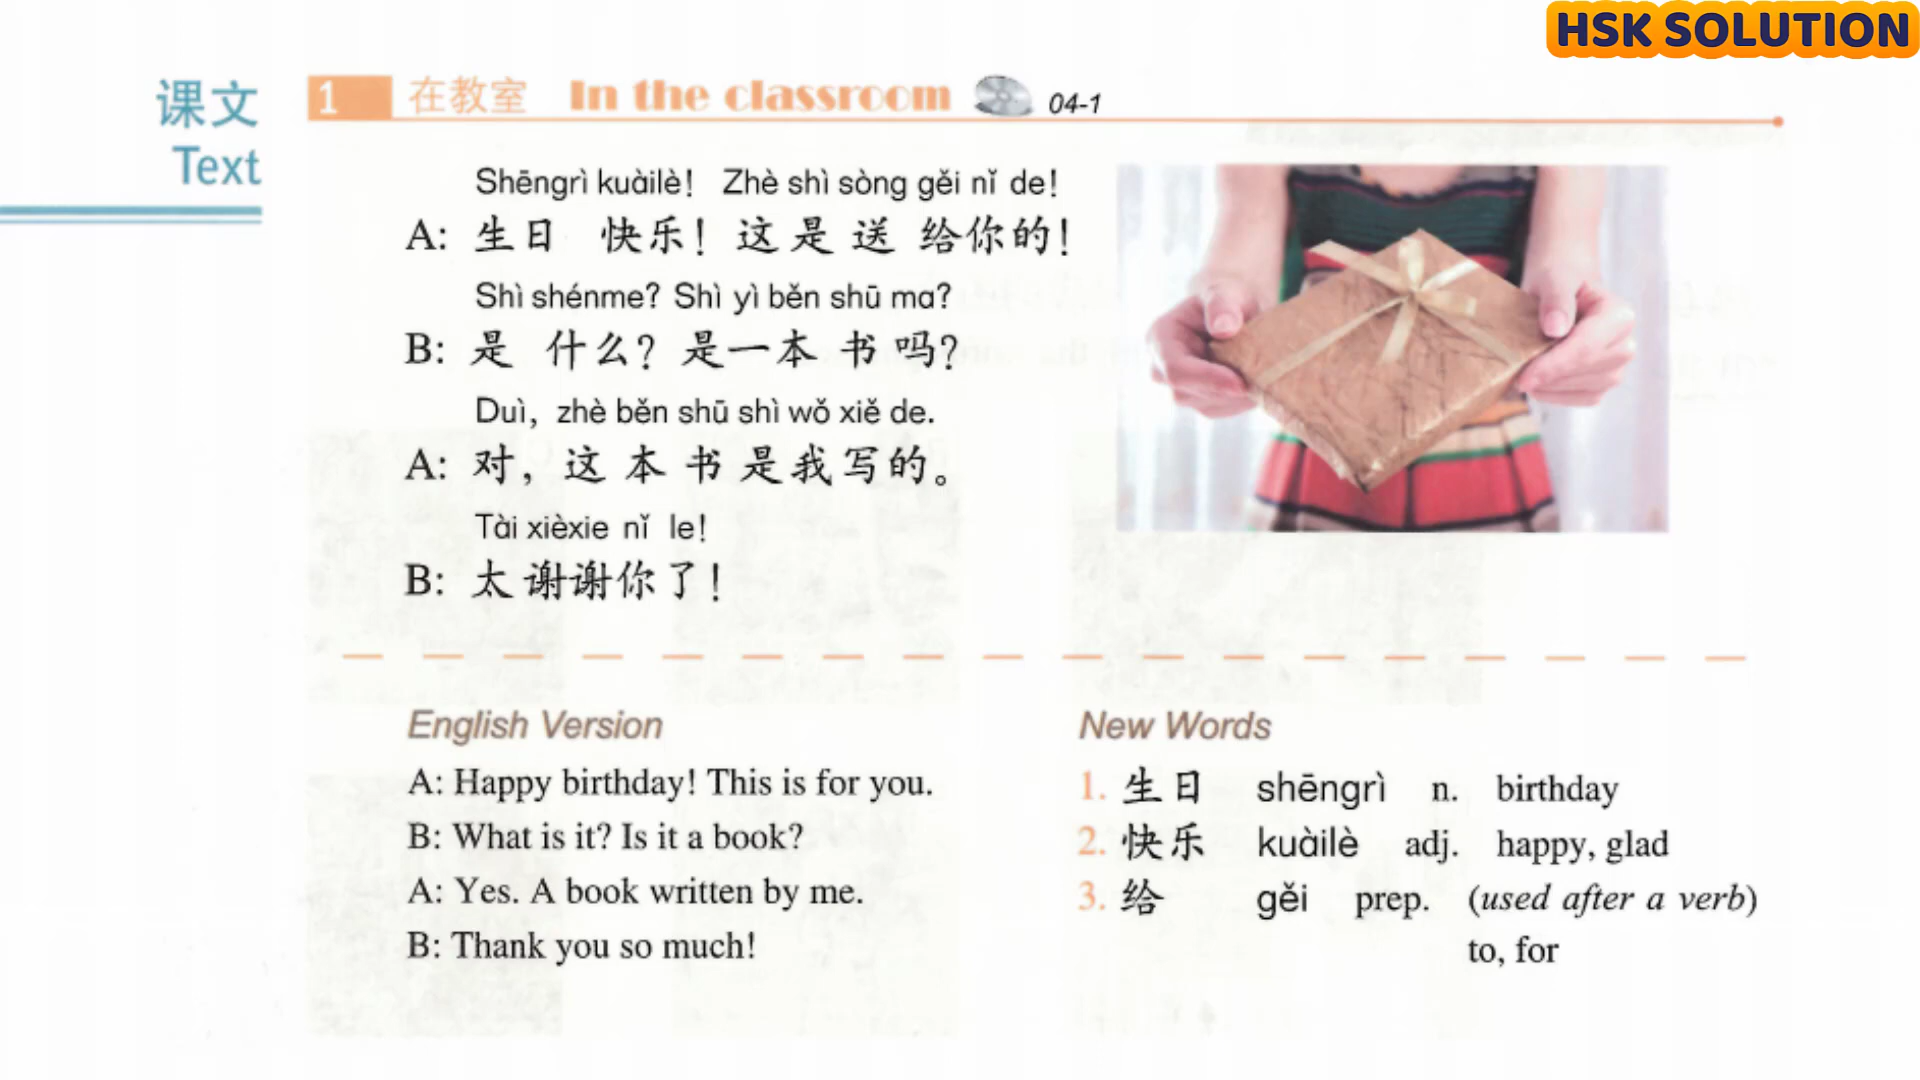 HSK SOLUTION
课文
Text
1 在教室 In the classroom 04-1
Shēngrì kuàilè! Zhè shì sòng gěi nǐ de!
A: 生日 快乐! 这 是 送 给你的!
Shì shénme? Shì yì běn shū ma?
B: 是 什么? 是一本 书 吗?
Duì, zhè běn shū shì wǒ xiě de.
A: 对, 这 本 书 是我写的。
Tài xièxie nǐ le!
B: 太 谢谢你了!
English Version
A: Happy birthday! This is for you.
B: What is it? Is it a book?
A: Yes. A book written by me.
B: Thank you so much!
New Words
1. 生日 shēngrì n. birthday
2. 快乐 kuàilè adj. happy, glad
3. 给 gěi prep. (used after a verb)
to, for